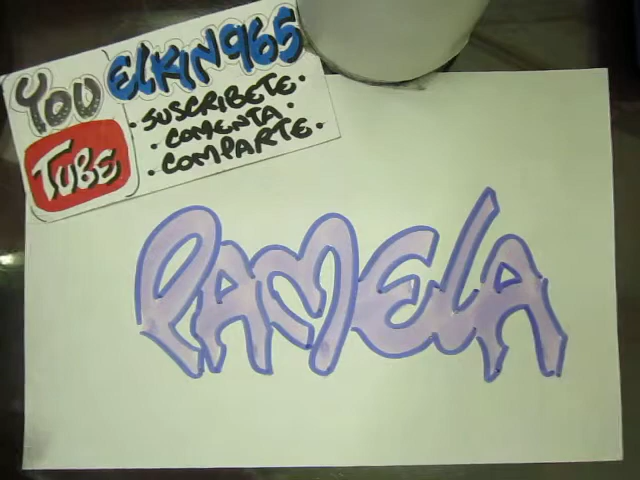 YOU TUBE
ELKIN965
• SUSCRIBETE •
• COMENTA •
• COMPARTE •
PAMELA